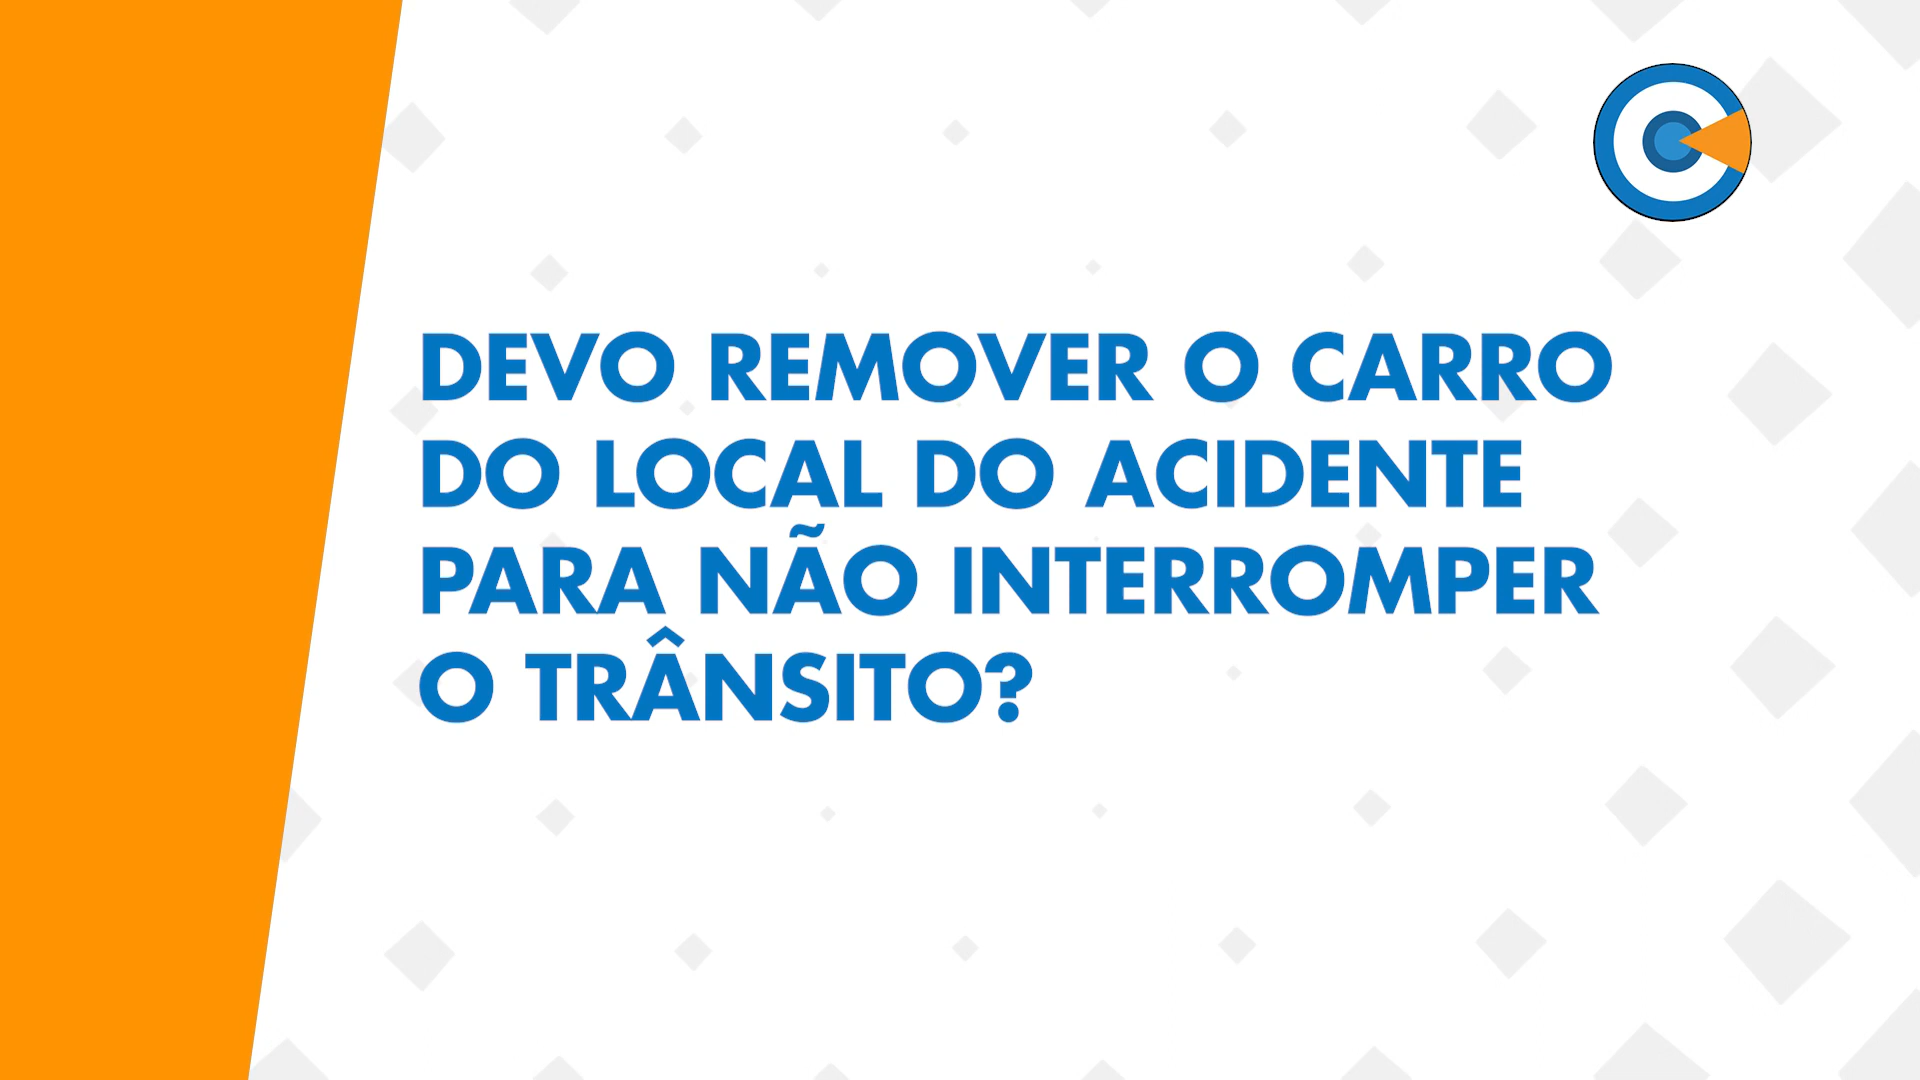 DEVO REMOVER O CARRO
DO LOCAL DO ACIDENTE
PARA NÃO INTERROMPER
O TRÂNSITO?